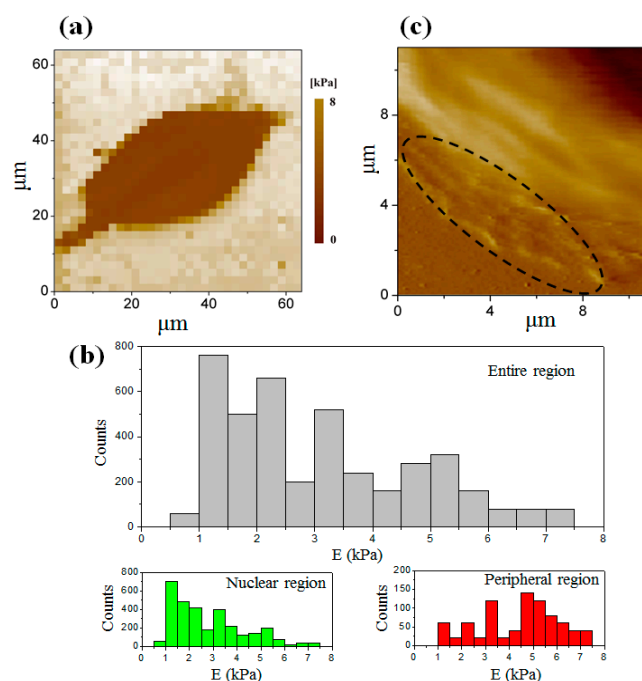 (a)
60
40
20
0
μm
0 20 40 60
μm
[kPa]
8
0
(c)
8
4
0
μm
0 4 8
μm
(b)
Entire region
800
600
400
200
0
Counts
0 1 2 3 4 5 6 7 8
E (kPa)
Nuclear region
800
600
400
200
0
Counts
0 1 2 3 4 5 6 7 8
E (kPa)
Peripheral region
200
150
100
50
0
Counts
0 1 2 3 4 5 6 7 8
E (kPa)